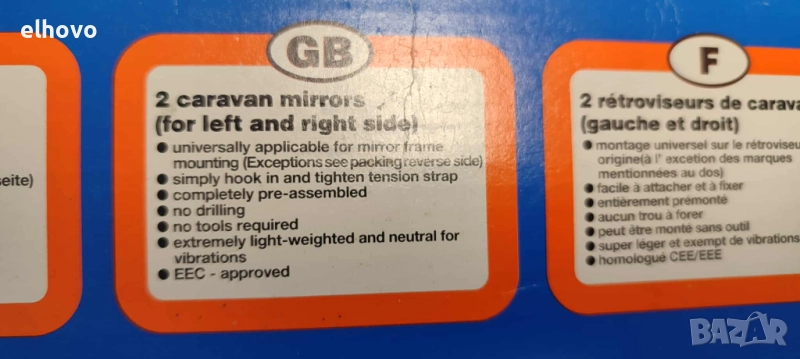 elhovo
seite)
GB
2 caravan mirrors
(for left and right side)
● universally applicable for mirror frame
mounting (Exceptions see packing reverse side)
● simply hook in and tighten tension strap
● completely pre-assembled
● no drilling
● no tools required
● extremely light-weighted and neutral for
vibrations
● EEC - approved
F
2 rétroviseurs de carava
(gauche et droit)
● montage universel sur le rétroviseu
origine(à l' excetion des marques
mentionnées au dos)
● facile à attacher et à fixer
● entièrement prémonté
● aucun trou à forer
● peut être monté sans outil
● super léger et exempt de vibrations
● homologué CEE/EEE
BAZAR